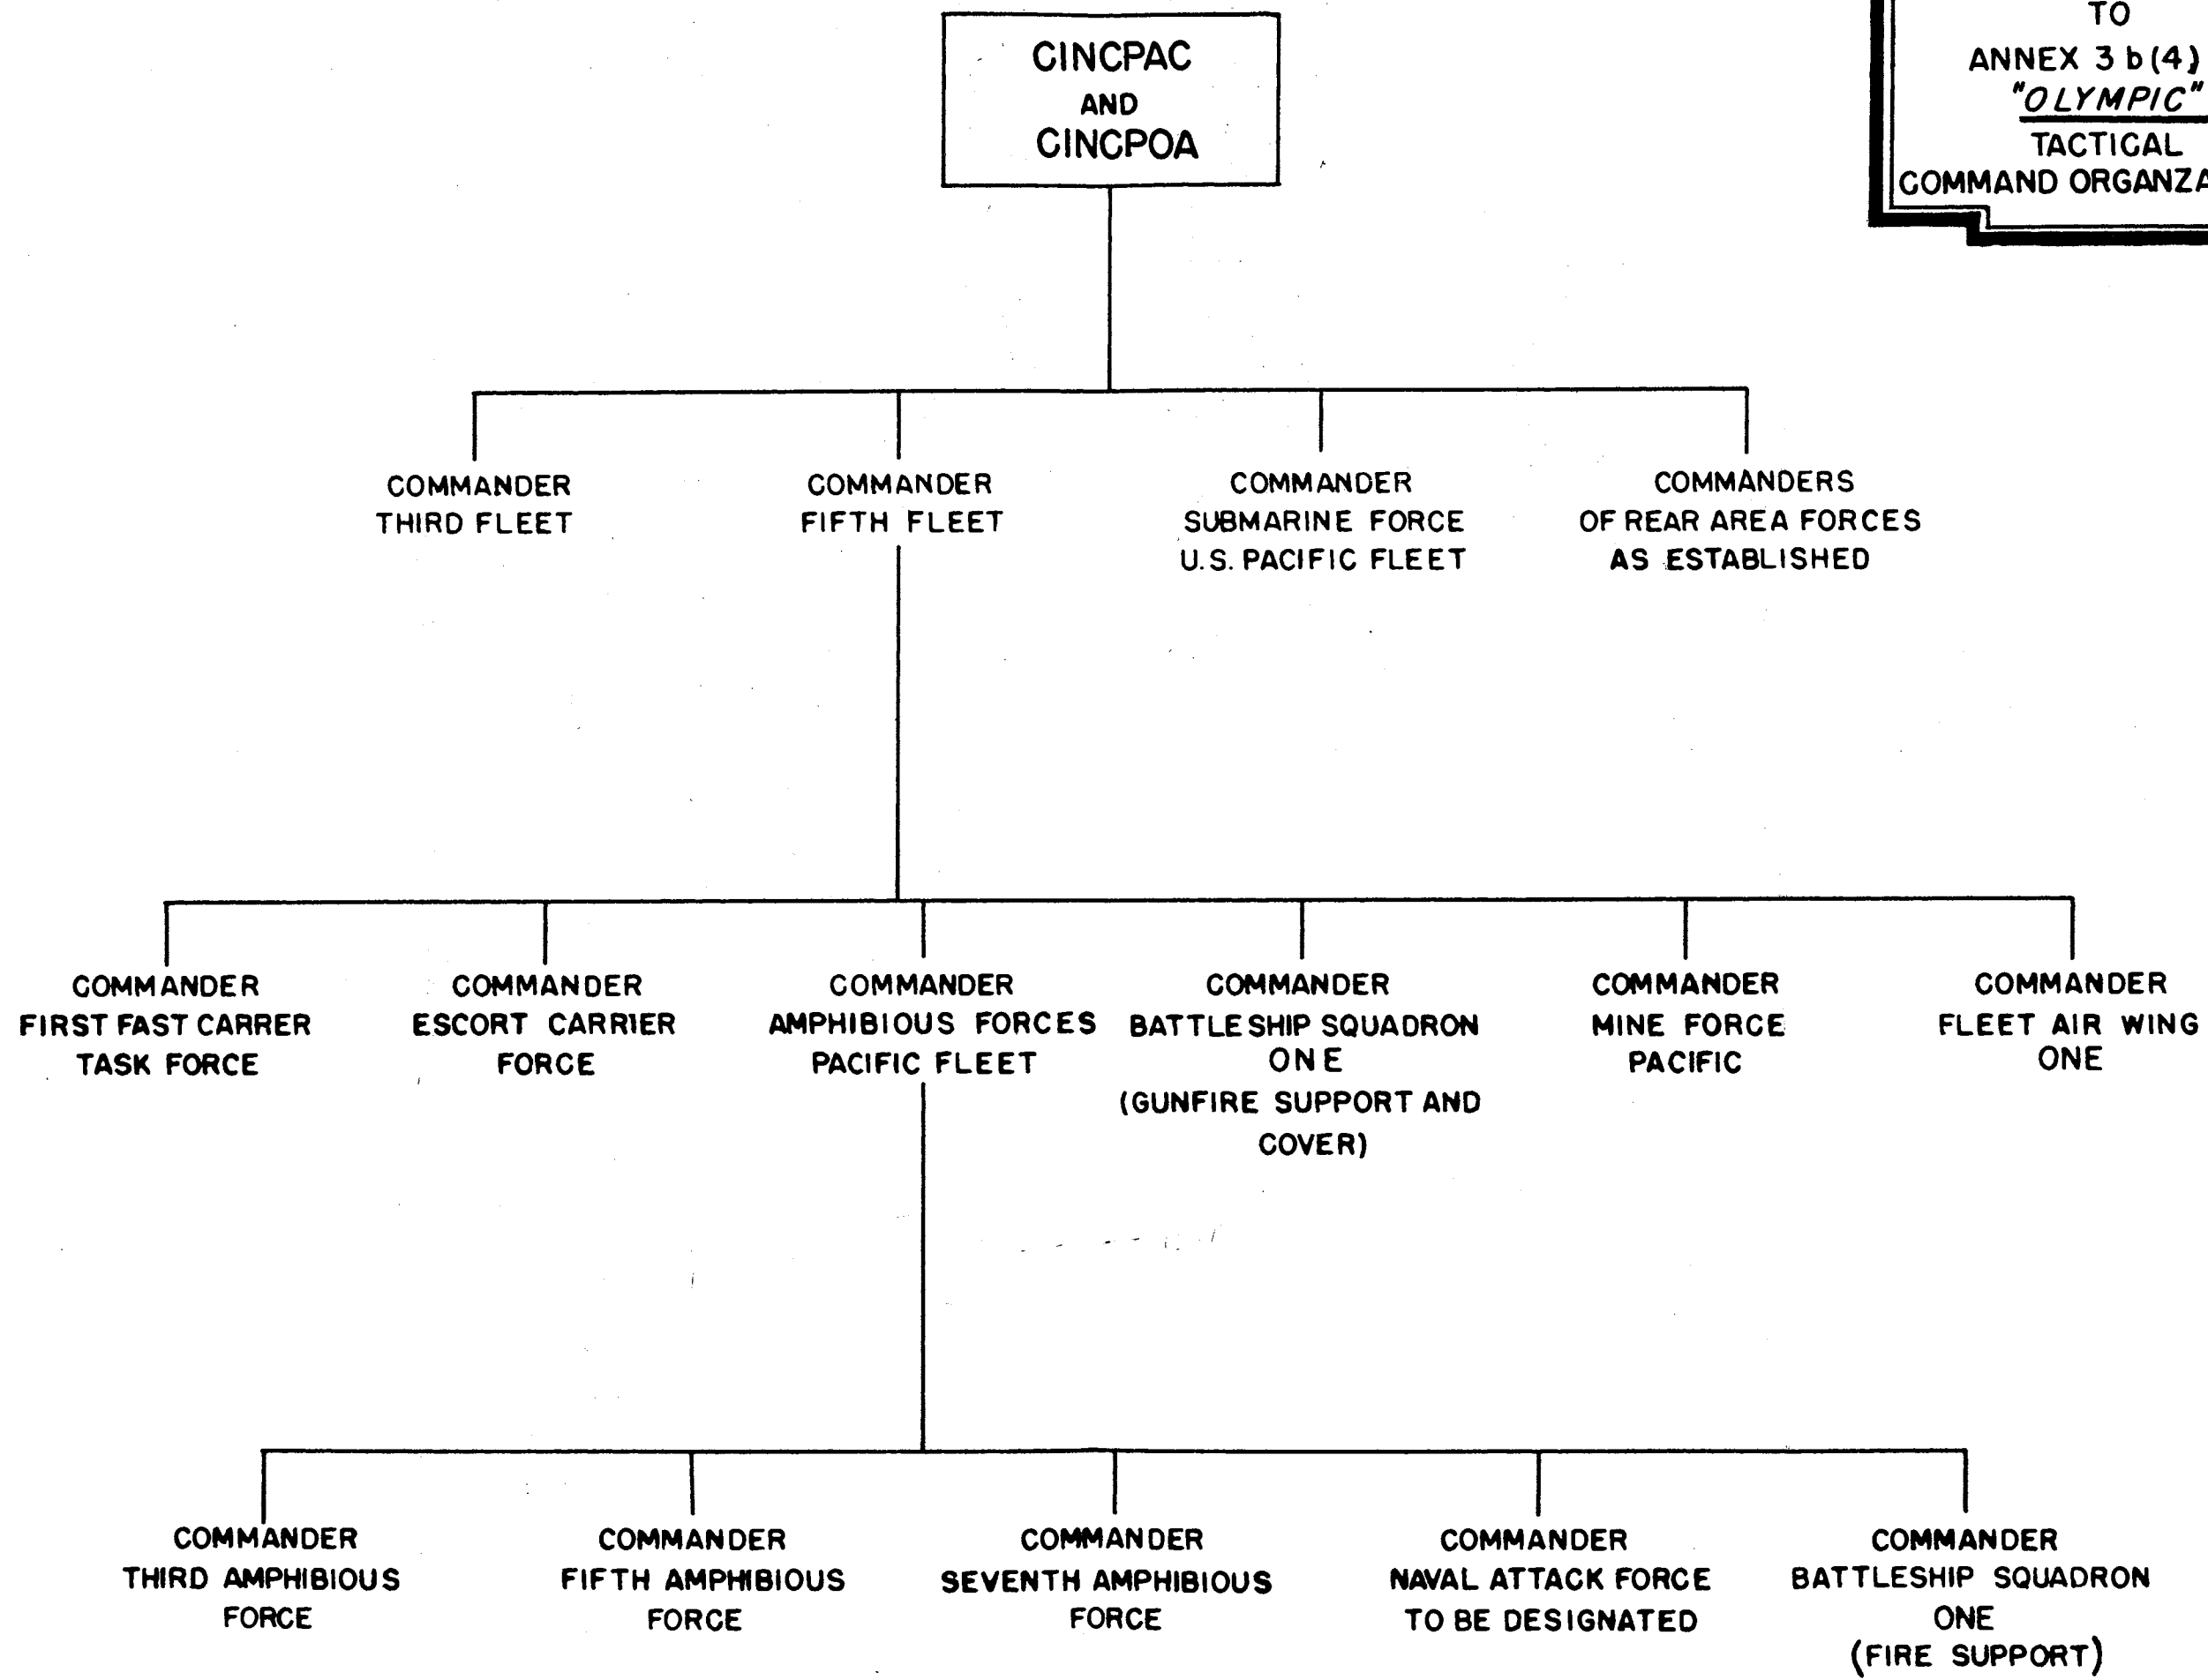 CINCPAC
AND
CINCPOA
TO
ANNEX 3 b (4)
"OLYMPIC"
TACTICAL
COMMAND ORGANZA
COMMANDER
THIRD FLEET
COMMANDER
FIFTH FLEET
COMMANDER
SUBMARINE FORCE
U.S. PACIFIC FLEET
COMMANDERS
OF REAR AREA FORCES
AS ESTABLISHED
COMMANDER
FIRST FAST CARRER
TASK FORCE
COMMANDER
ESCORT CARRIER
FORCE
COMMANDER
AMPHIBIOUS FORCES
PACIFIC FLEET
COMMANDER
BATTLESHIP SQUADRON
ONE
(GUNFIRE SUPPORT AND
COVER)
COMMANDER
MINE FORCE
PACIFIC
COMMANDER
FLEET AIR WING
ONE
COMMANDER
THIRD AMPHIBIOUS
FORCE
COMMANDER
FIFTH AMPHIBIOUS
FORCE
COMMANDER
SEVENTH AMPHIBIOUS
FORCE
COMMANDER
NAVAL ATTACK FORCE
TO BE DESIGNATED
COMMANDER
BATTLESHIP SQUADRON
ONE
(FIRE SUPPORT)